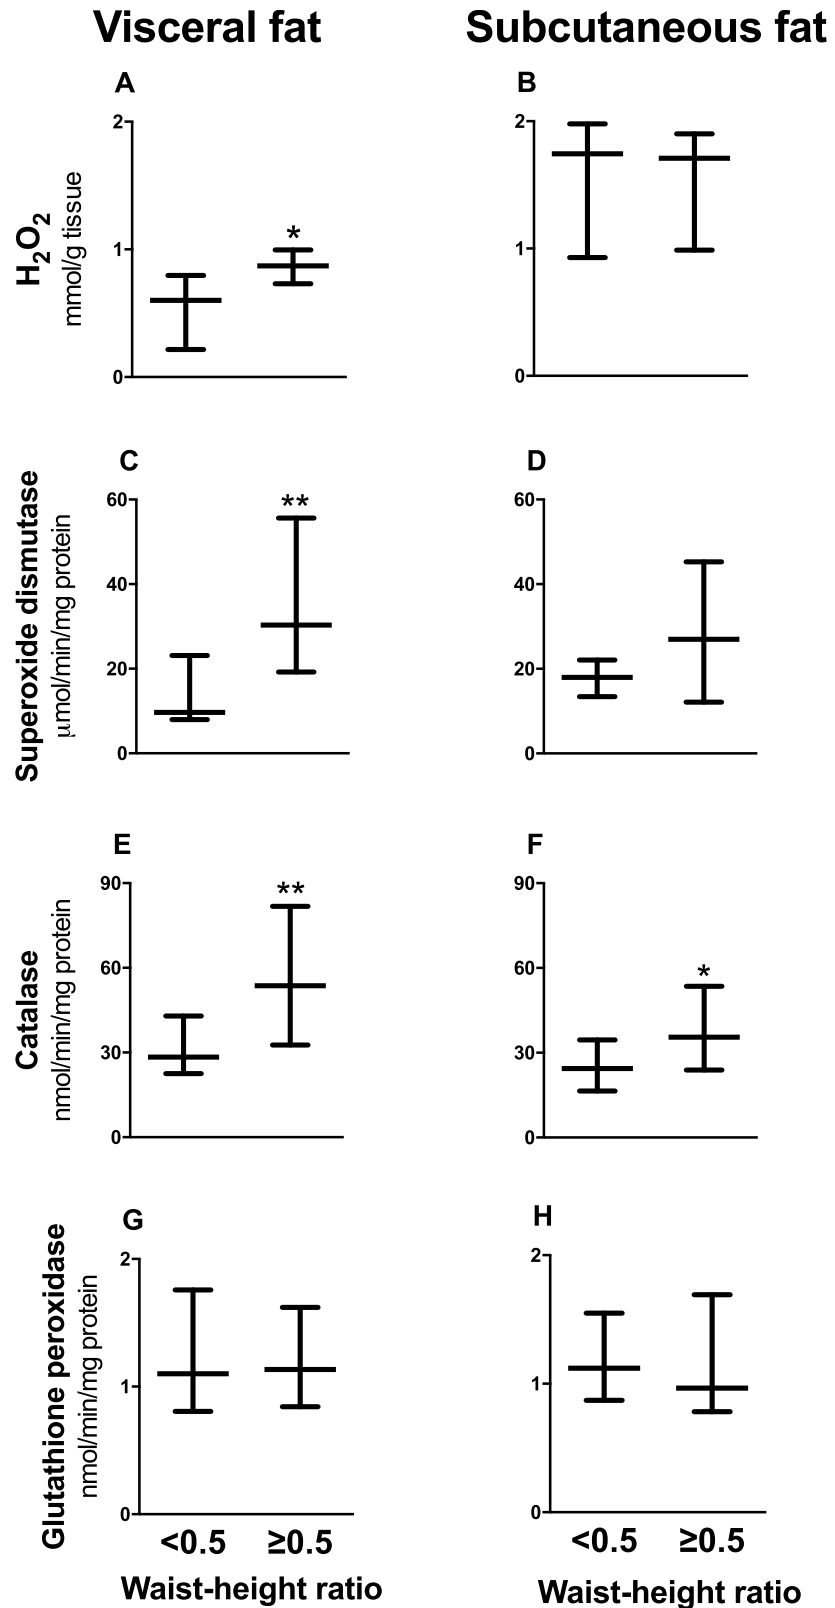 Visceral fat
Subcutaneous fat
A
B
H2O2
mmol/g tissue
2
1
0
*
2
1
0
C
D
Superoxide dismutase
μmol/min/mg protein
60
40
20
0
**
60
40
20
0
E
F
Catalase
nmol/min/mg protein
90
60
30
0
**
90
60
30
0
*
G
H
Glutathione peroxidase
nmol/min/mg protein
2
1
0
2
1
0
<0.5
≥0.5
<0.5
≥0.5
Waist-height ratio
Waist-height ratio